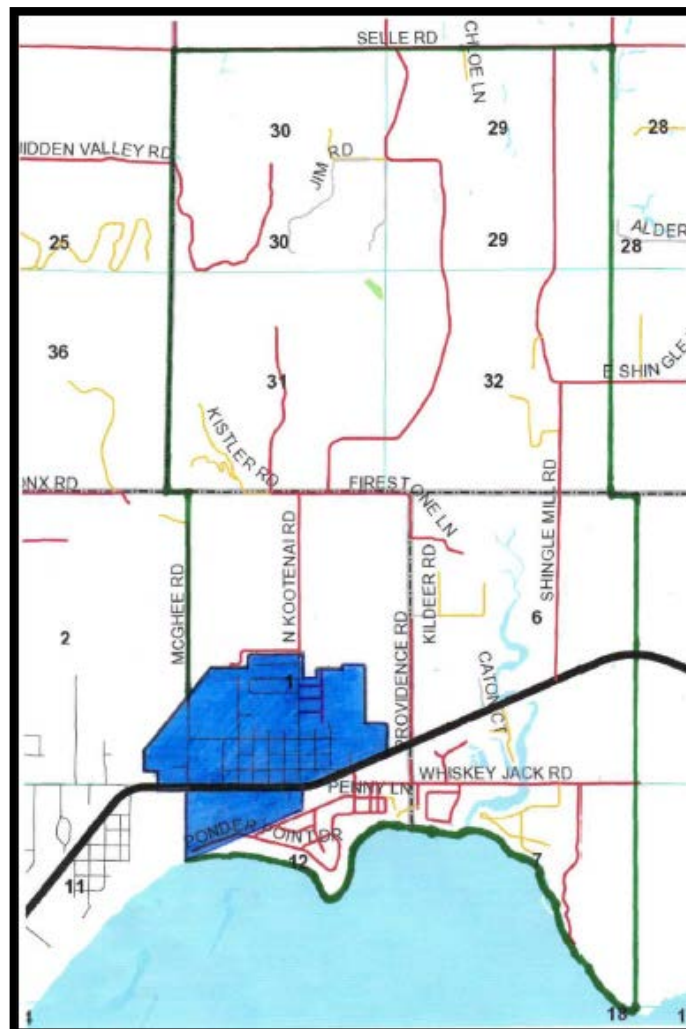 SELLE RD
CHLOE LN
30
29
28
HIDDEN VALLEY RD
JIM RD
25
30
29
28
ALDER
36
31
32
E SHINGLE
KISTLER RD
ONX RD
FIRESTONE LN
MCGHEE RD
N KOOTENAI RD
PROVIDENCE RD
KILDEER RD
SHINGLE MILL RD
2
1
6
CATON CT
WHISKEY JACK RD
PENNY LN
PONDER POINT DR
11
12
7
18
1